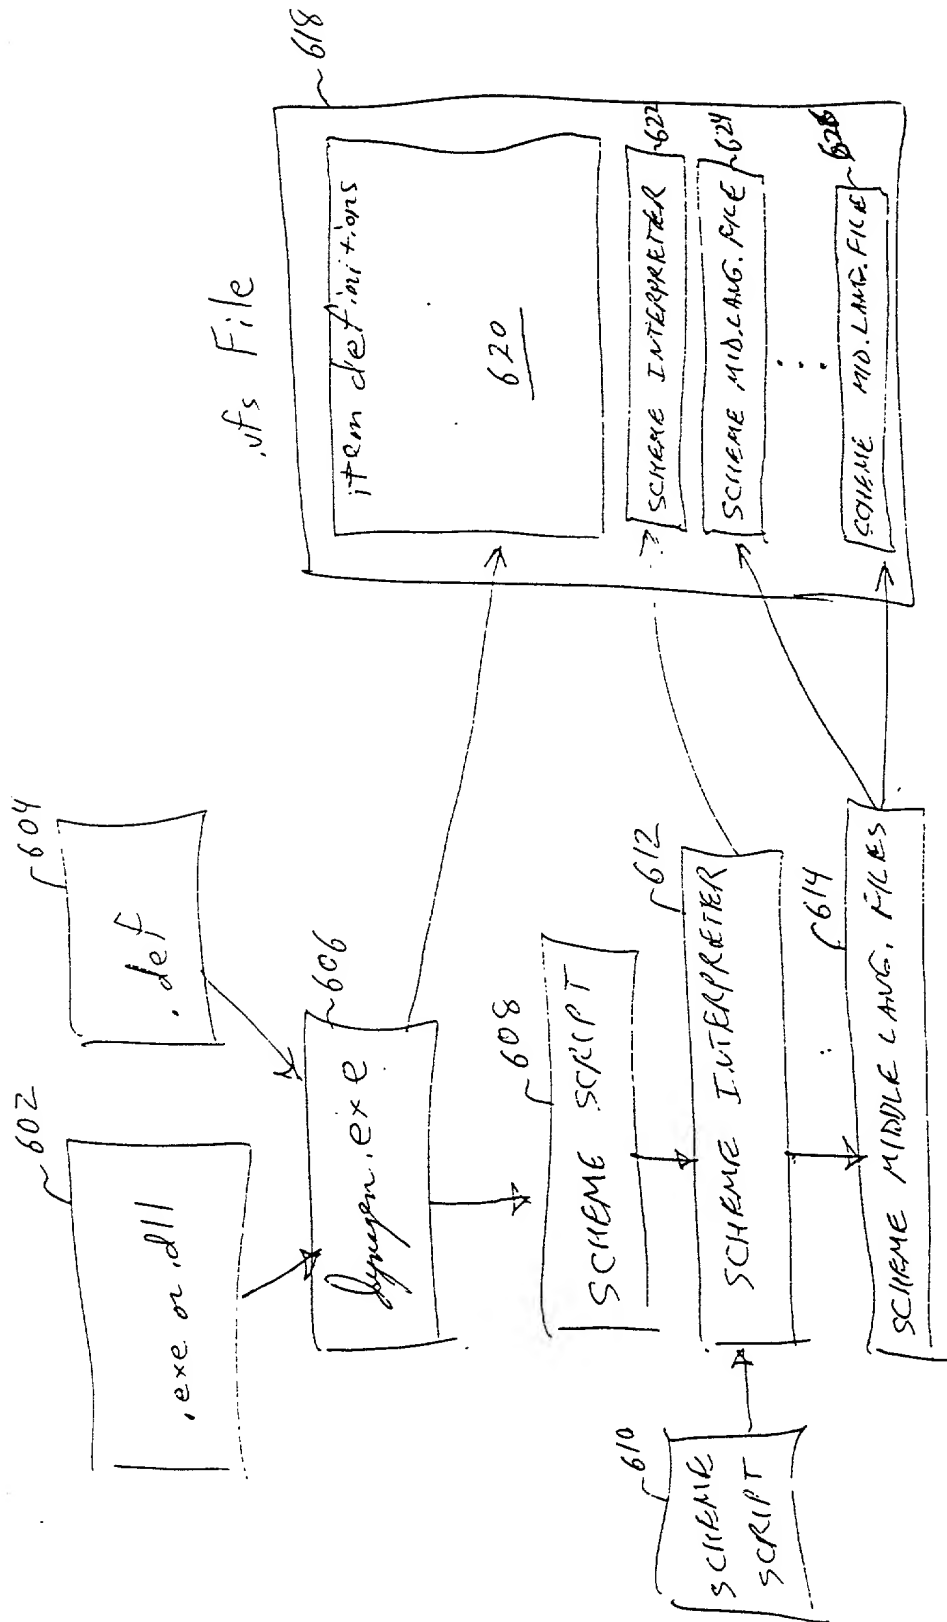 602
.exe or .dll
604
.def
606
Dynagen.exe
608
SCHEME SCRIPT
610
SCHEME
SCRIPT
612
SCHEME INTERPRETER
614
SCHEME MIDDLE LANG. FILES
.vfs File
618
item definitions
620
SCHEME INTERPRETER
622
SCHEME MID.LANG.FILE
624
SCHEME MID.LANG.FILE